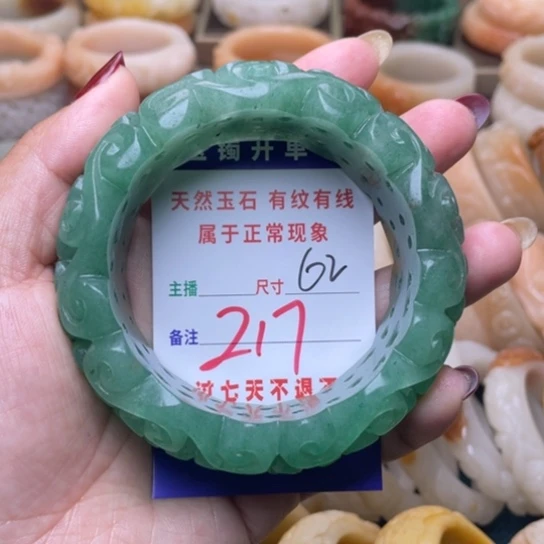 玉镯开单
天然玉石 有纹有线
属于正常现象
主播 尺寸 62
备注 217
过七天不退不